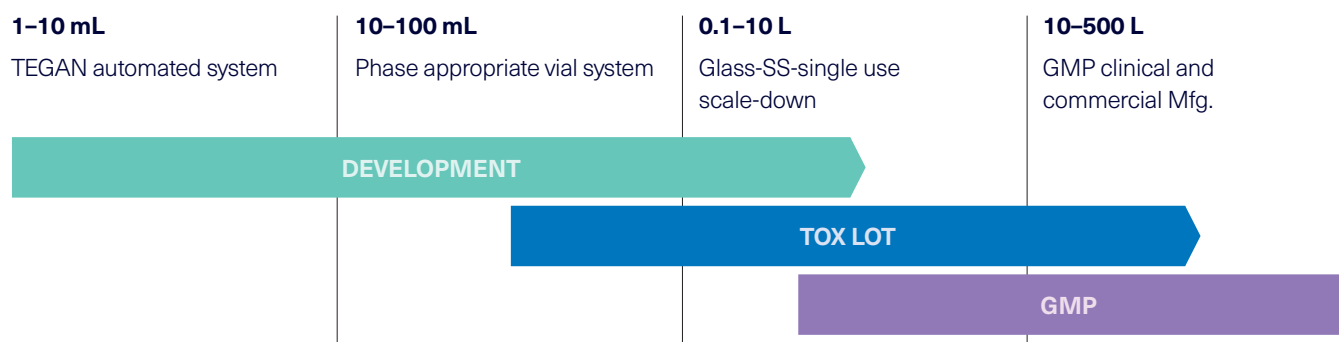 1–10 mL
TEGAN automated system
10–100 mL
Phase appropriate vial system
0.1–10 L
Glass-SS-single use
scale-down
10–500 L
GMP clinical and
commercial Mfg.
DEVELOPMENT
TOX LOT
GMP